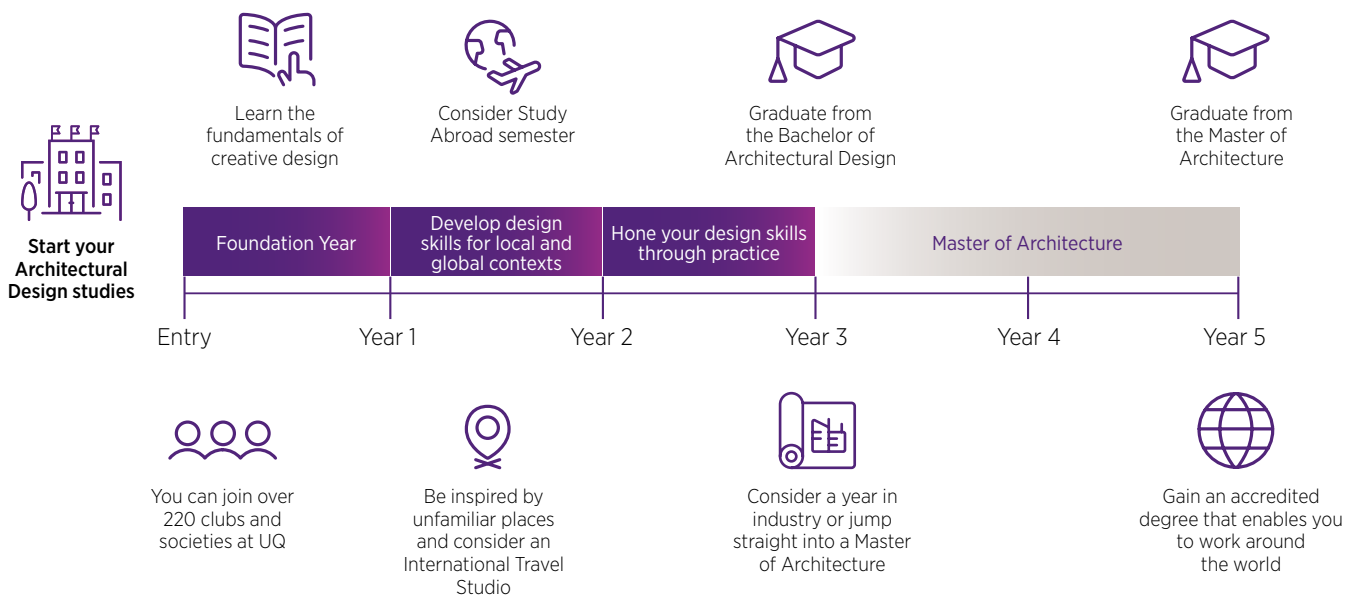 Learn the
fundamentals of
creative design
Consider Study
Abroad semester
Graduate from
the Bachelor of
Architectural Design
Graduate from
the Master of
Architecture
Start your
Architectural
Design studies
Foundation Year
Develop design
skills for local and
global contexts
Hone your design skills
through practice
Master of Architecture
Entry
Year 1
Year 2
Year 3
Year 4
Year 5
You can join over
220 clubs and
societies at UQ
Be inspired by
unfamiliar places
and consider an
International Travel
Studio
Consider a year in
industry or jump
straight into a Master
of Architecture
Gain an accredited
degree that enables you
to work around
the world